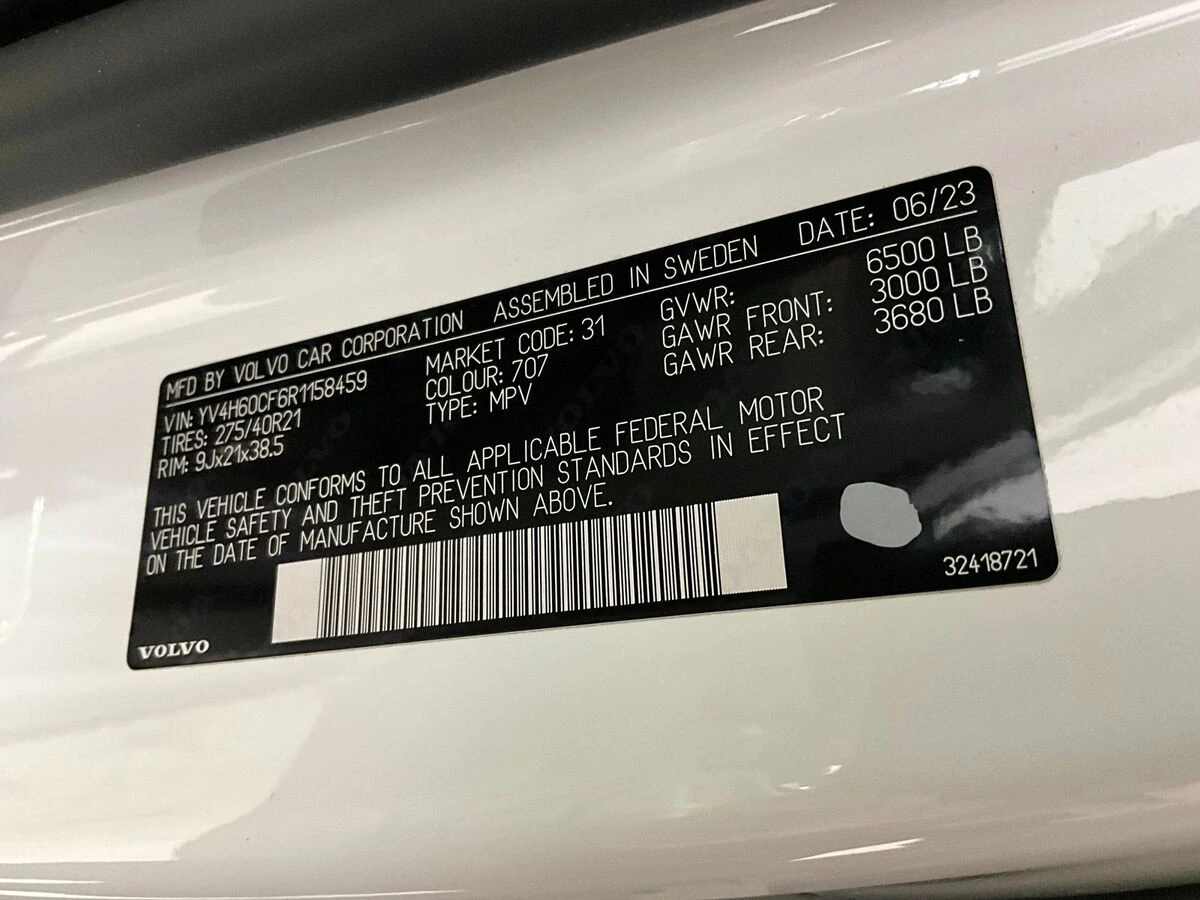 MFD BY VOLVO CAR CORPORATION ASSEMBLED IN SWEDEN DATE: 06/23
VIN: YV4H60CF6R1158459 MARKET CODE: 31 GVWR: 6500 LB
TIRES: 275/40R21 COLOUR: 707 GAWR FRONT: 3000 LB
RIM: 9Jx21x38.5 TYPE: MPV GAWR REAR: 3680 LB
THIS VEHICLE CONFORMS TO ALL APPLICABLE FEDERAL MOTOR
VEHICLE SAFETY AND THEFT PREVENTION STANDARDS IN EFFECT
ON THE DATE OF MANUFACTURE SHOWN ABOVE.
32418721
VOLVO